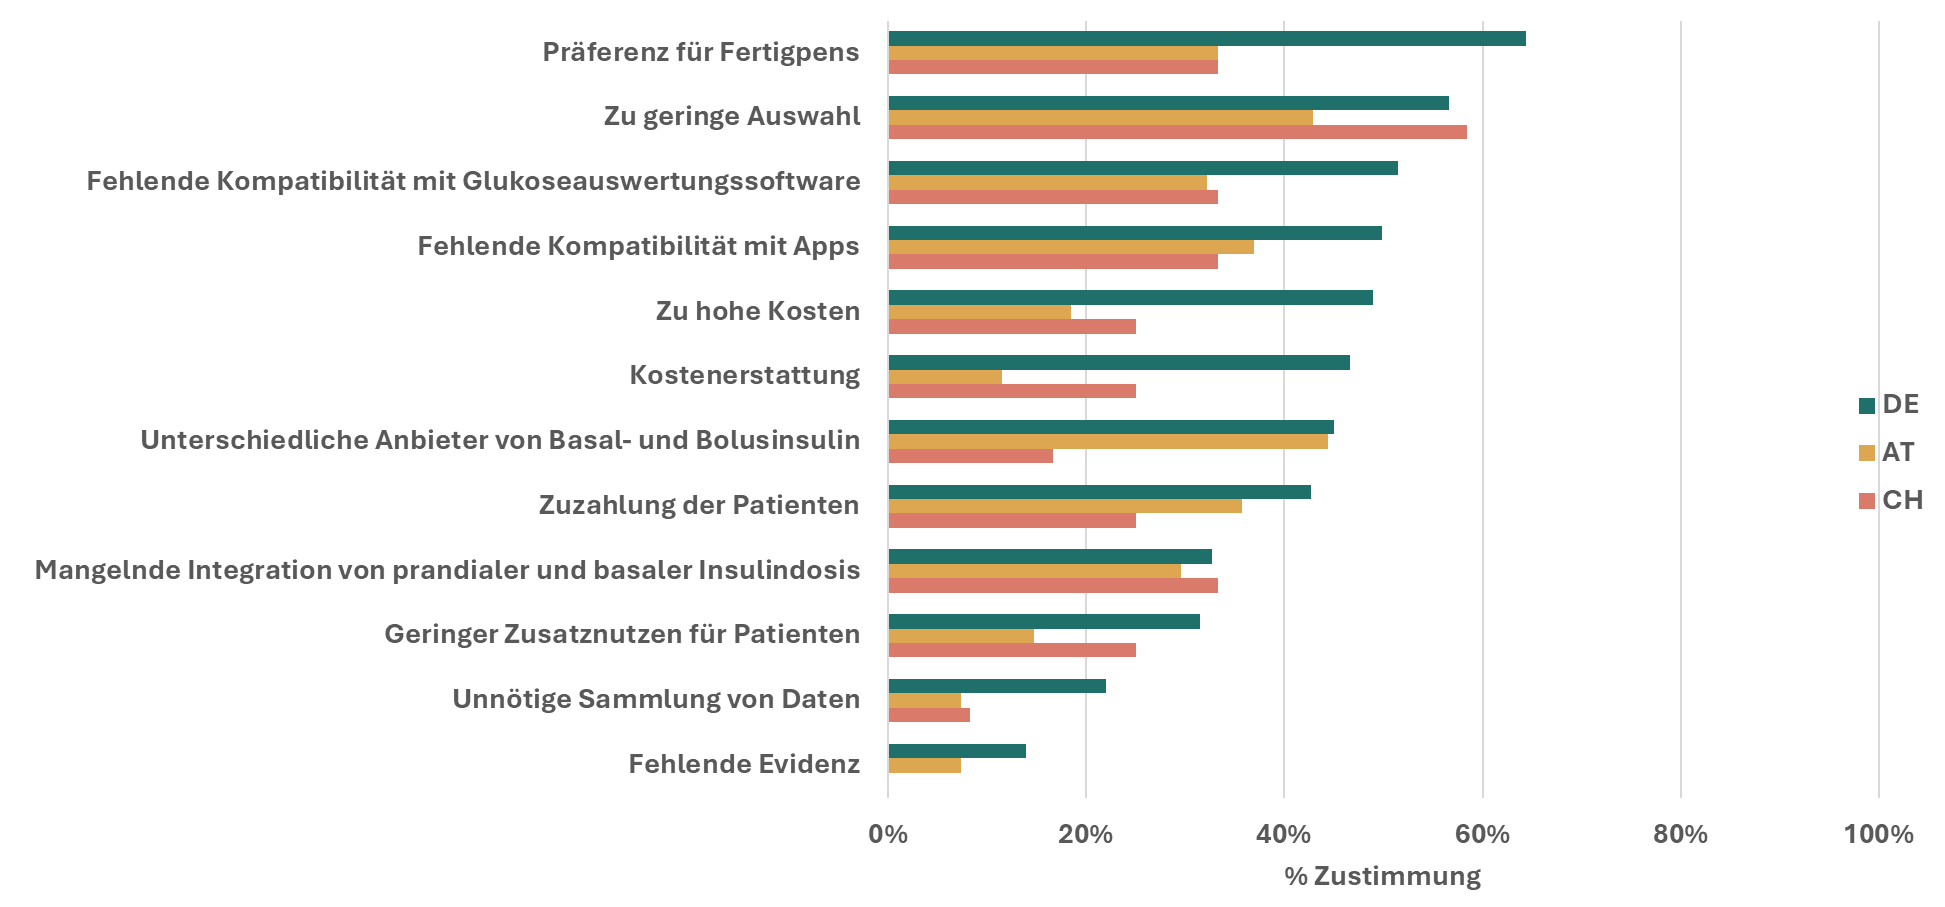 Präferenz für Fertigpens
Zu geringe Auswahl
Fehlende Kompatibilität mit Glukoseauswertungssoftware
Fehlende Kompatibilität mit Apps
Zu hohe Kosten
Kostenerstattung
Unterschiedliche Anbieter von Basal- und Bolusinsulin
Zuzahlung der Patienten
Mangelnde Integration von prandialer und basaler Insulindosis
Geringer Zusatznutzen für Patienten
Unnötige Sammlung von Daten
Fehlende Evidenz
DE
AT
CH
0% 20% 40% 60% 80% 100%
% Zustimmung